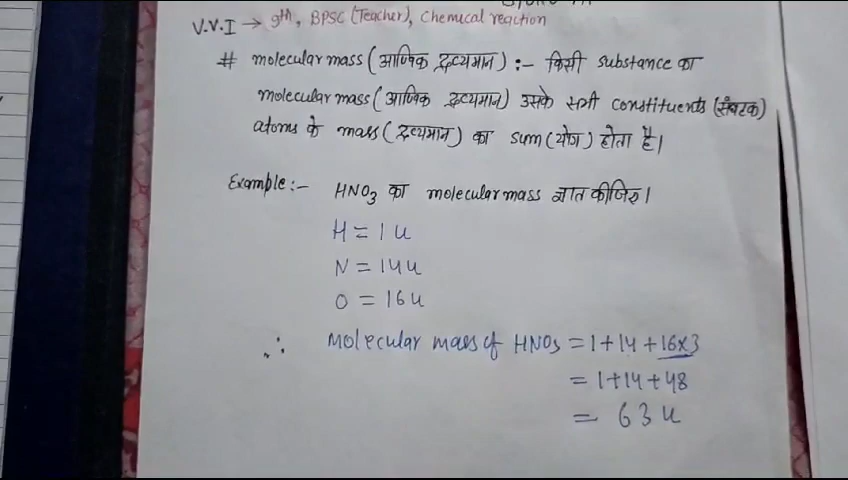 V.V.I → 9th, BPSC (Teacher), Chemical reaction
# molecular mass (आण्विक द्रव्यमान) :- किसी substance का
molecular mass (आण्विक द्रव्यमान) उसके सभी constituents (संघटक)
atoms के mass (द्रव्यमान) का sum (योग) होता है।
Example :- HNO₃ का molecular mass ज्ञात कीजिए।
H = 1 u
N = 14u
O = 16u
∴ Molecular mass of HNO₃ = 1 + 14 + 16×3
= 1+14+48
= 63 u